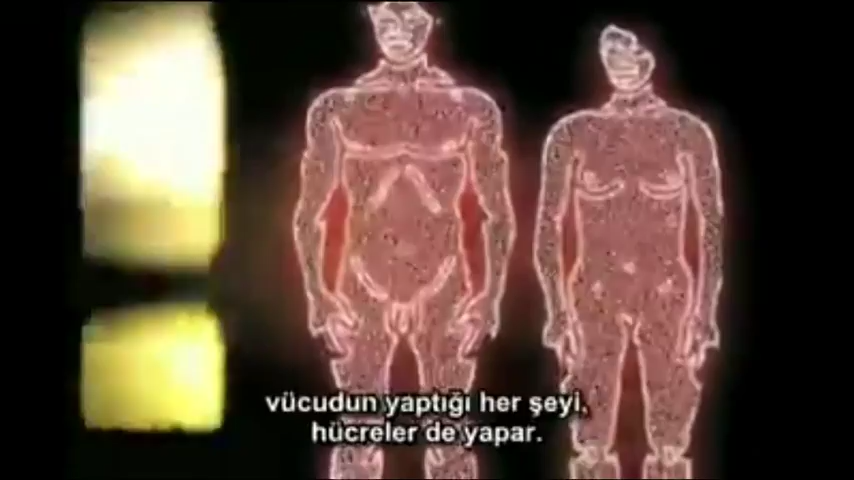 vücudun yaptığı her şeyi,
hücreler de yapar.